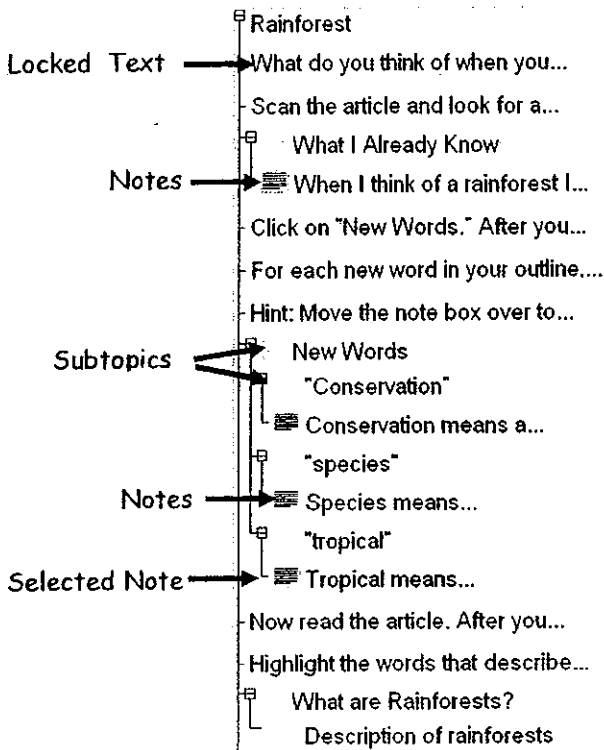 Rainforest
Locked Text What do you think of when you...
Scan the article and look for a...
What I Already Know
Notes When I think of a rainforest I...
Click on "New Words." After you...
For each new word in your outline....
Hint: Move the note box over to...
Subtopics New Words
"Conservation"
Conservation means a...
"species"
Notes Species means...
"tropical"
Selected Note Tropical means...
Now read the article. After you...
Highlight the words that describe...
What are Rainforests?
Description of rainforests